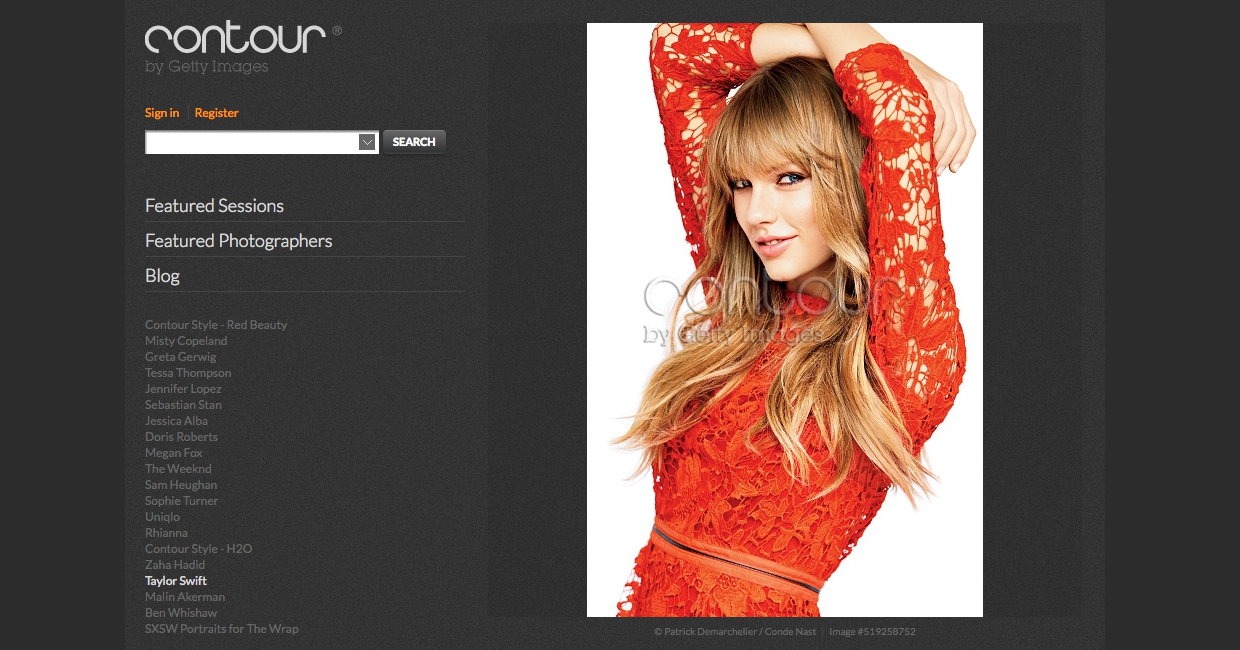 contour ®
by Getty Images
Sign in | Register
SEARCH
Featured Sessions
Featured Photographers
Blog
Contour Style - Red Beauty
Misty Copeland
Greta Gerwig
Tessa Thompson
Jennifer Lopez
Sebastian Stan
Jessica Alba
Doris Roberts
Megan Fox
The Weeknd
Sam Heughan
Sophie Turner
Uniqlo
Rhianna
Contour Style - H2O
Zaha Hadid
Taylor Swift
Malin Akerman
Ben Whishaw
SXSW Portraits for The Wrap
contour
by Getty Images
© Patrick Demarchelier / Conde Nast | Image #519258752